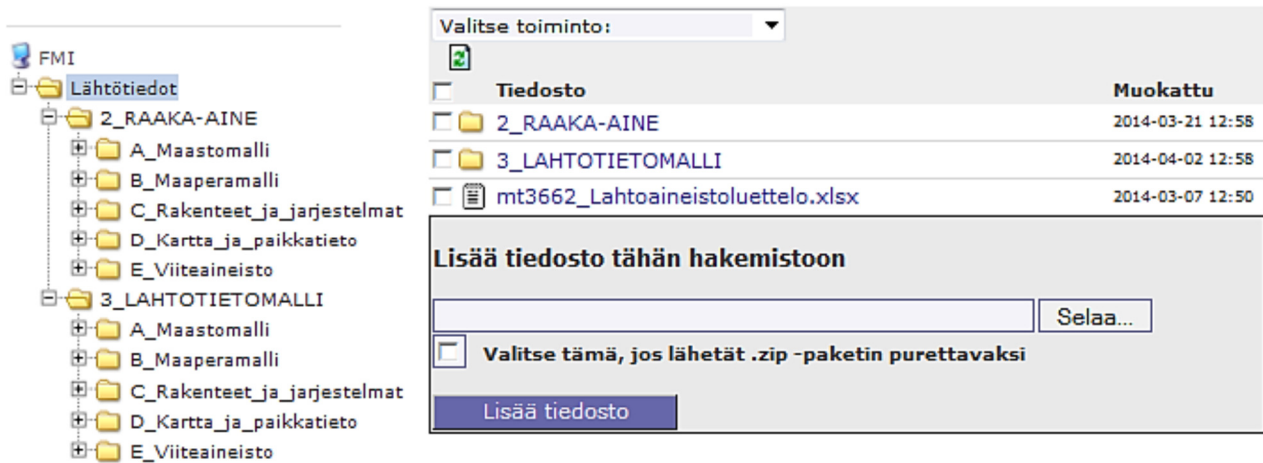 FMI
Lähtötiedot
2_RAAKA-AINE
A_Maastomalli
B_Maaperamalli
C_Rakenteet_ja_jarjestelmat
D_Kartta_ja_paikkatieto
E_Viiteaineisto
3_LAHTOTIETOMALLI
A_Maastomalli
B_Maaperamalli
C_Rakenteet_ja_jarjestelmat
D_Kartta_ja_paikkatieto
E_Viiteaineisto
Valitse toiminto:
Tiedosto Muokattu
2_RAAKA-AINE 2014-03-21 12:58
3_LAHTOTIETOMALLI 2014-04-02 12:58
mt3662_Lahtoaineistoluettelo.xlsx 2014-03-07 12:50
Lisää tiedosto tähän hakemistoon
Selaa...
Valitse tämä, jos lähetät .zip -paketin purettavaksi
Lisää tiedosto